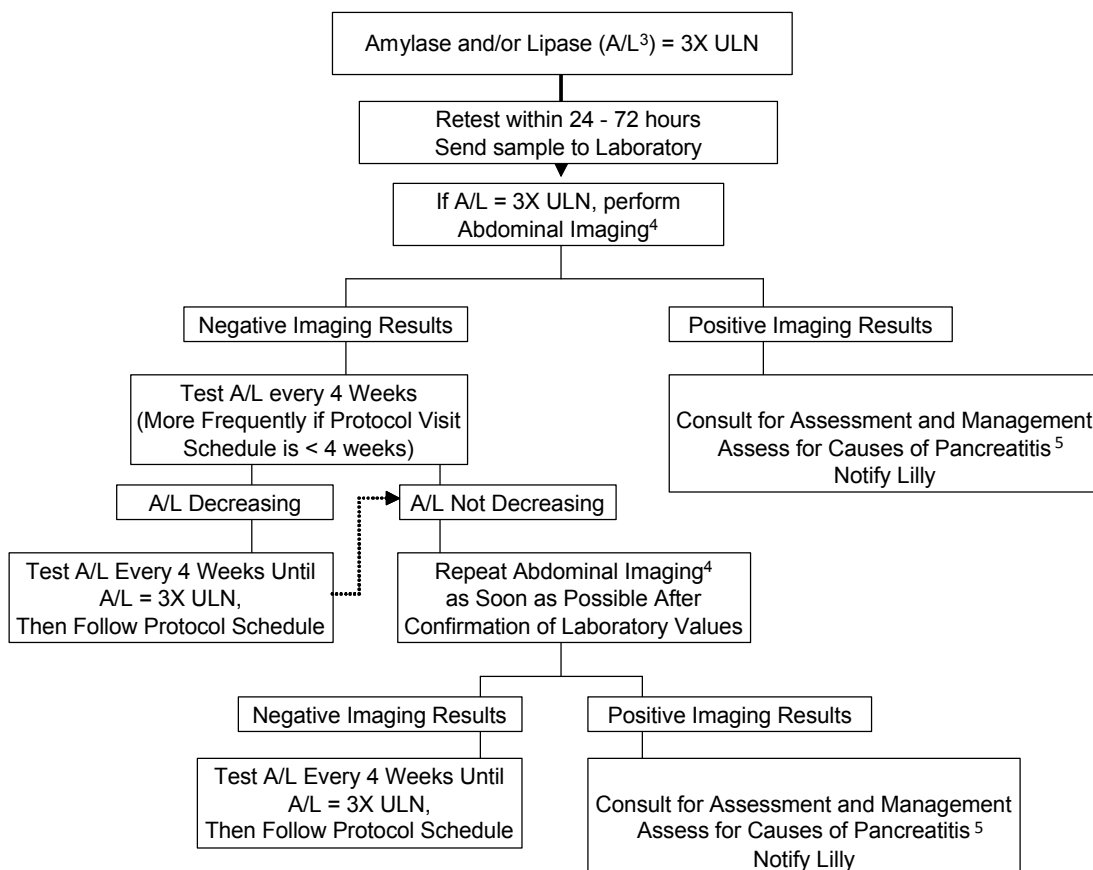 Amylase and/or Lipase (A/L³) = 3X ULN
Retest within 24 - 72 hours
Send sample to Laboratory
If A/L = 3X ULN, perform
Abdominal Imaging⁴
Negative Imaging Results
Positive Imaging Results
Test A/L every 4 Weeks
(More Frequently if Protocol Visit
Schedule is < 4 weeks)
Consult for Assessment and Management
Assess for Causes of Pancreatitis⁵
Notify Lilly
A/L Decreasing
A/L Not Decreasing
Test A/L Every 4 Weeks Until
A/L = 3X ULN,
Then Follow Protocol Schedule
Repeat Abdominal Imaging⁴
as Soon as Possible After
Confirmation of Laboratory Values
Negative Imaging Results
Positive Imaging Results
Test A/L Every 4 Weeks Until
A/L = 3X ULN,
Then Follow Protocol Schedule
Consult for Assessment and Management
Assess for Causes of Pancreatitis⁵
Notify Lilly